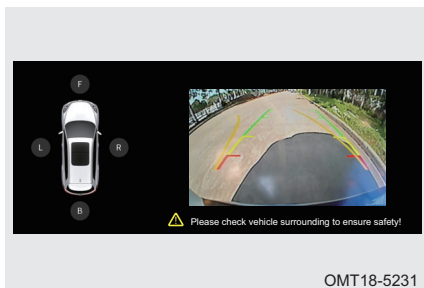 F
L
R
B
Please check vehicle surrounding to ensure safety!
OMT18-5231